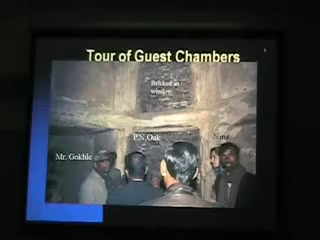 Tour of Guest Chambers
Bricked in
window
P.N. Oak
Nana
Mr. Gokhle